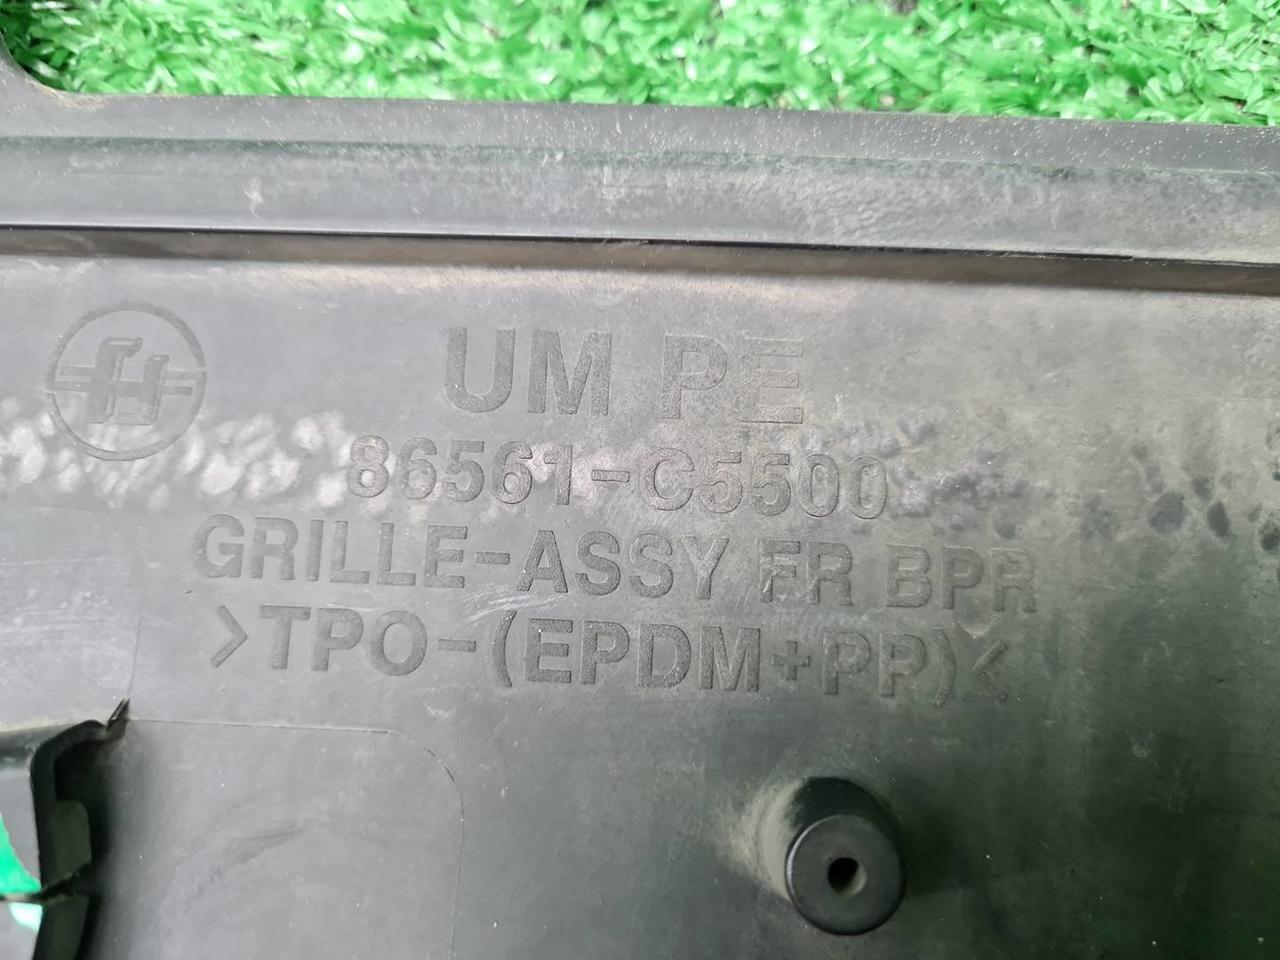 UM PE
86561-C5500
GRILLE-ASSY FR BPR
>TPO-(EPDM+PP)<